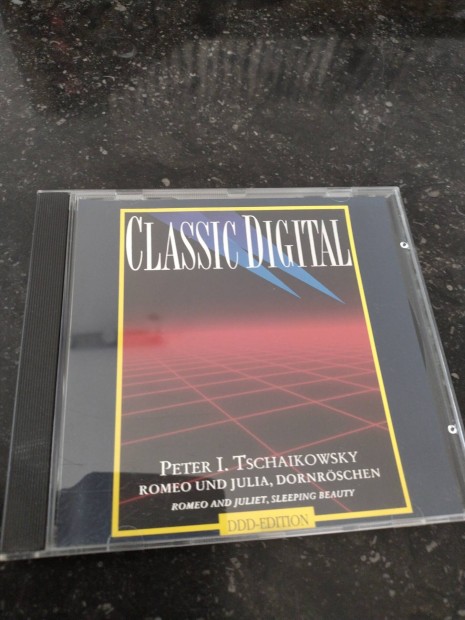 CLASSIC DIGITAL
PETER I. TSCHAIKOWSKY
ROMEO UND JULIA, DORNRÖSCHEN
ROMEO AND JULIET, SLEEPING BEAUTY
DDD-EDITION